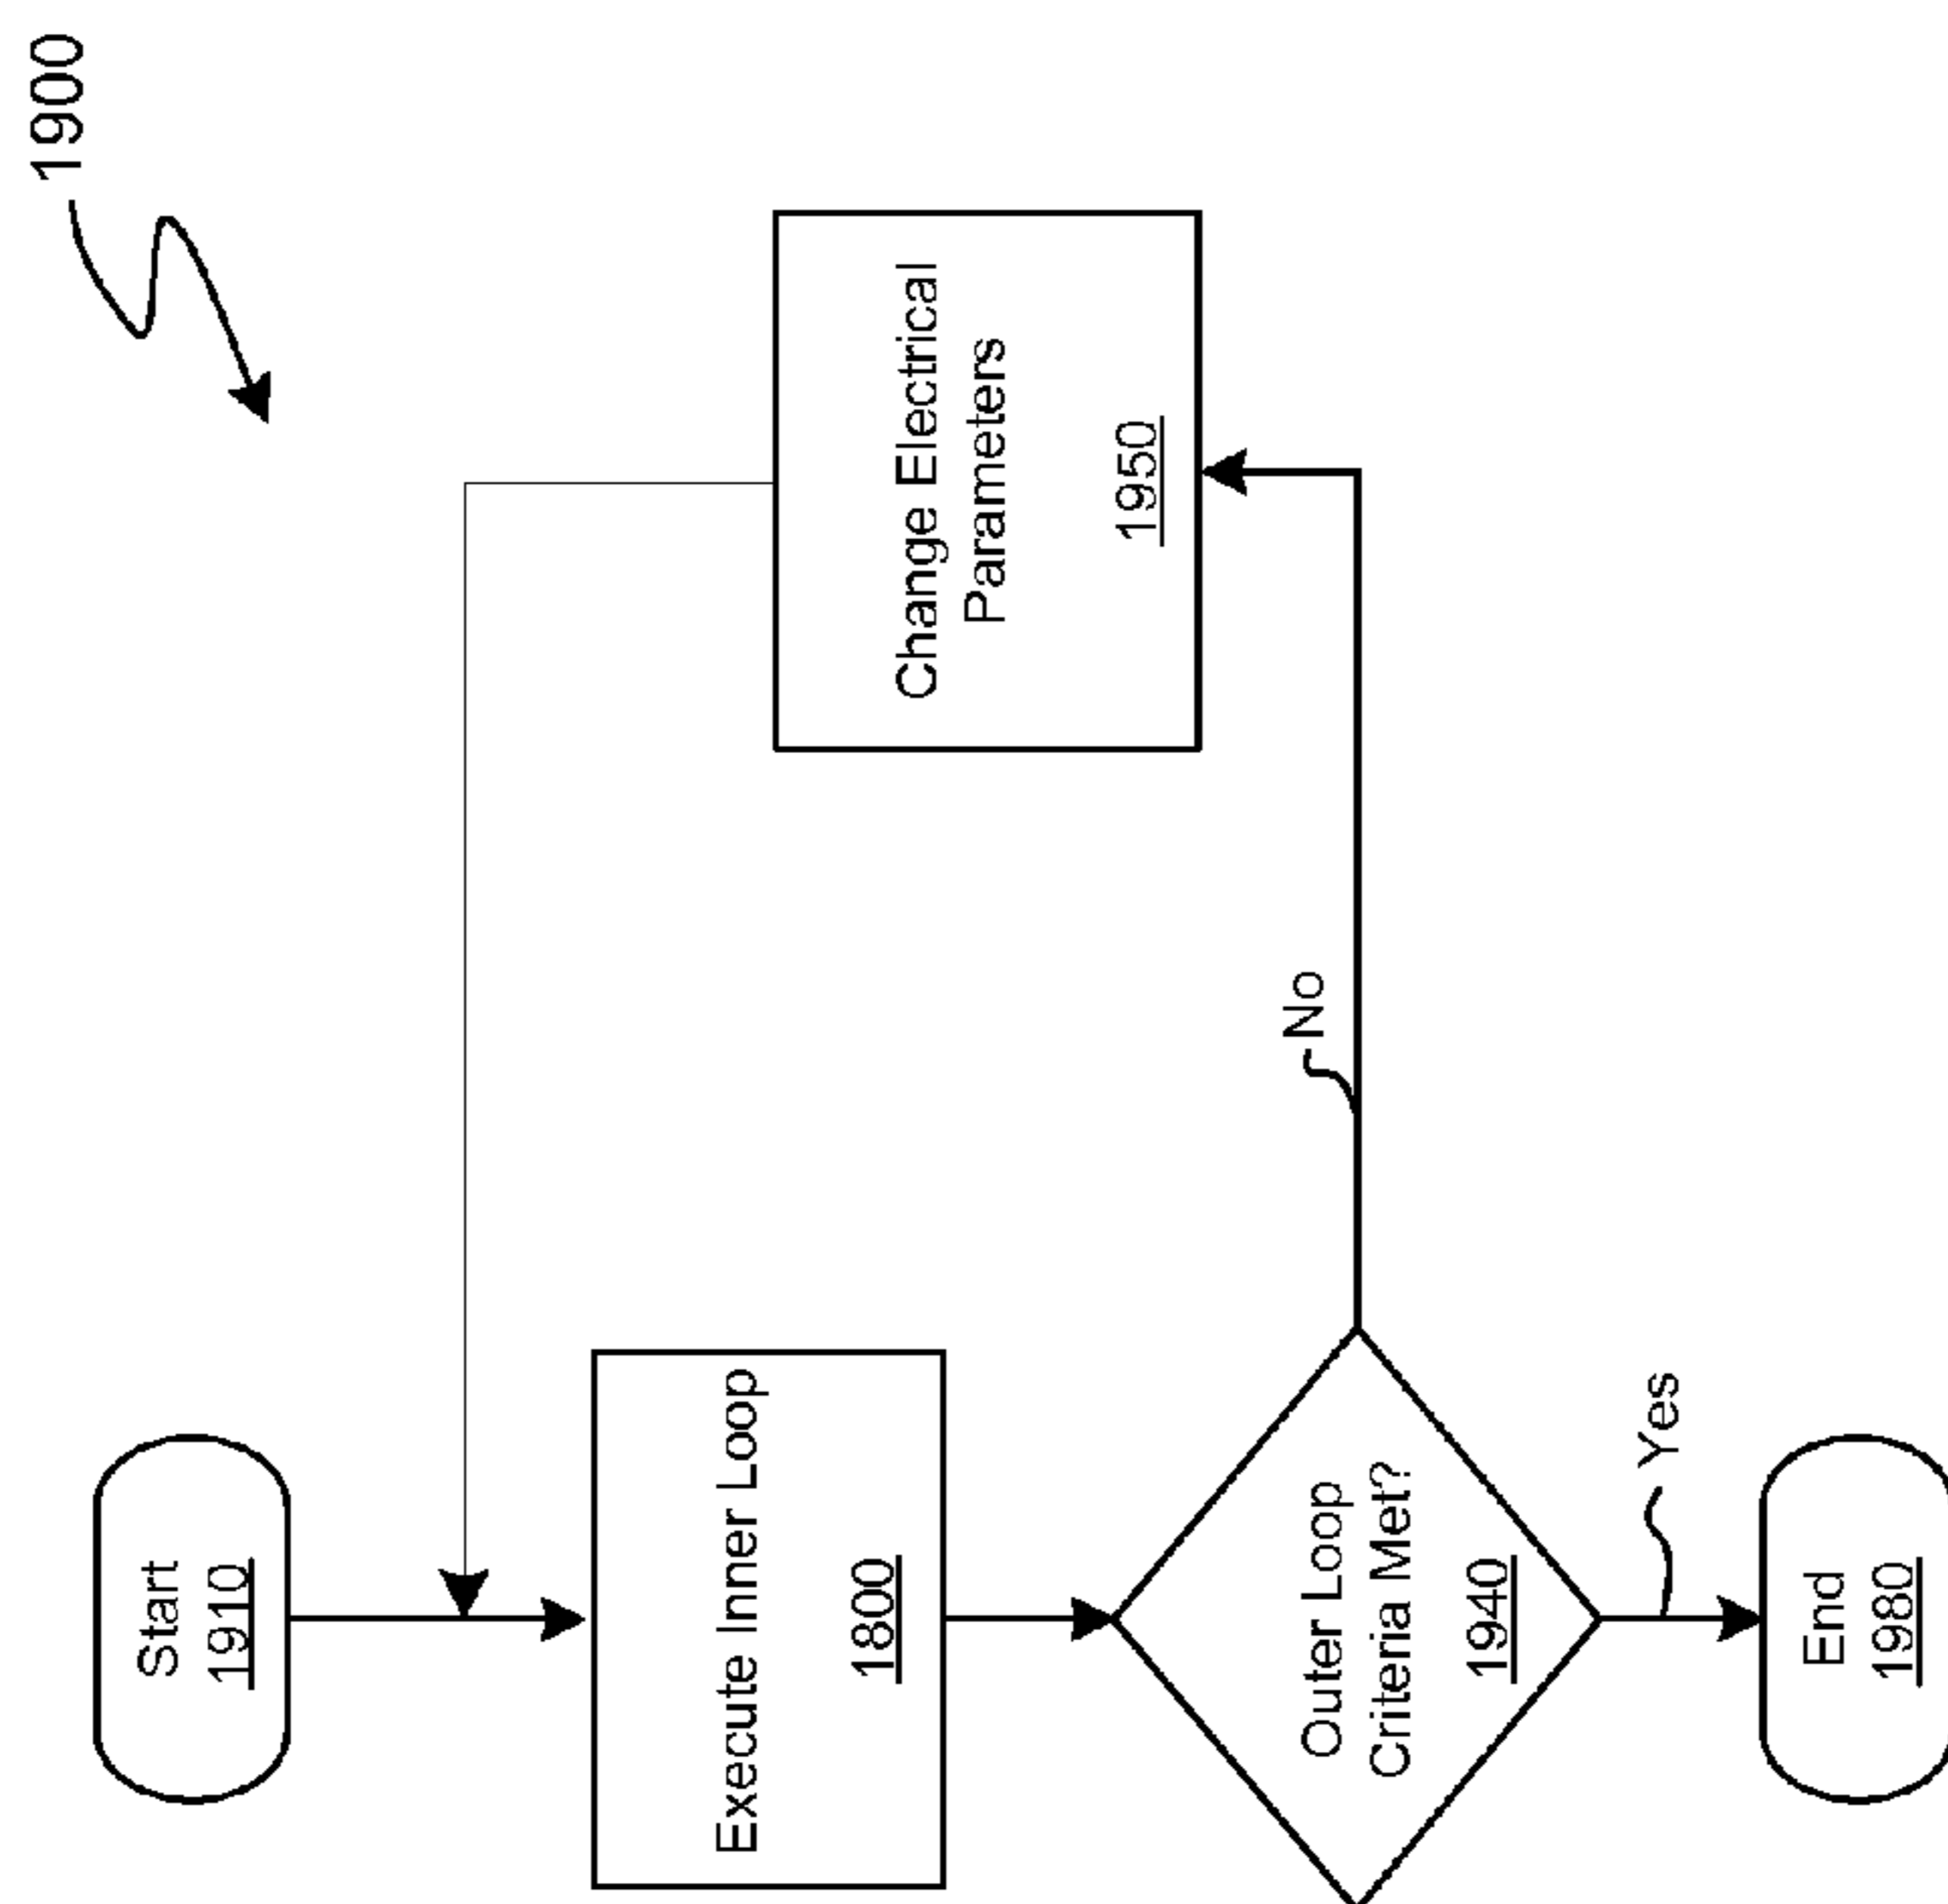 1900
Start
1910
Execute Inner Loop
1800
Outer Loop
Criteria Met?
1940
No
Change Electrical
Parameters
1950
Yes
End
1980